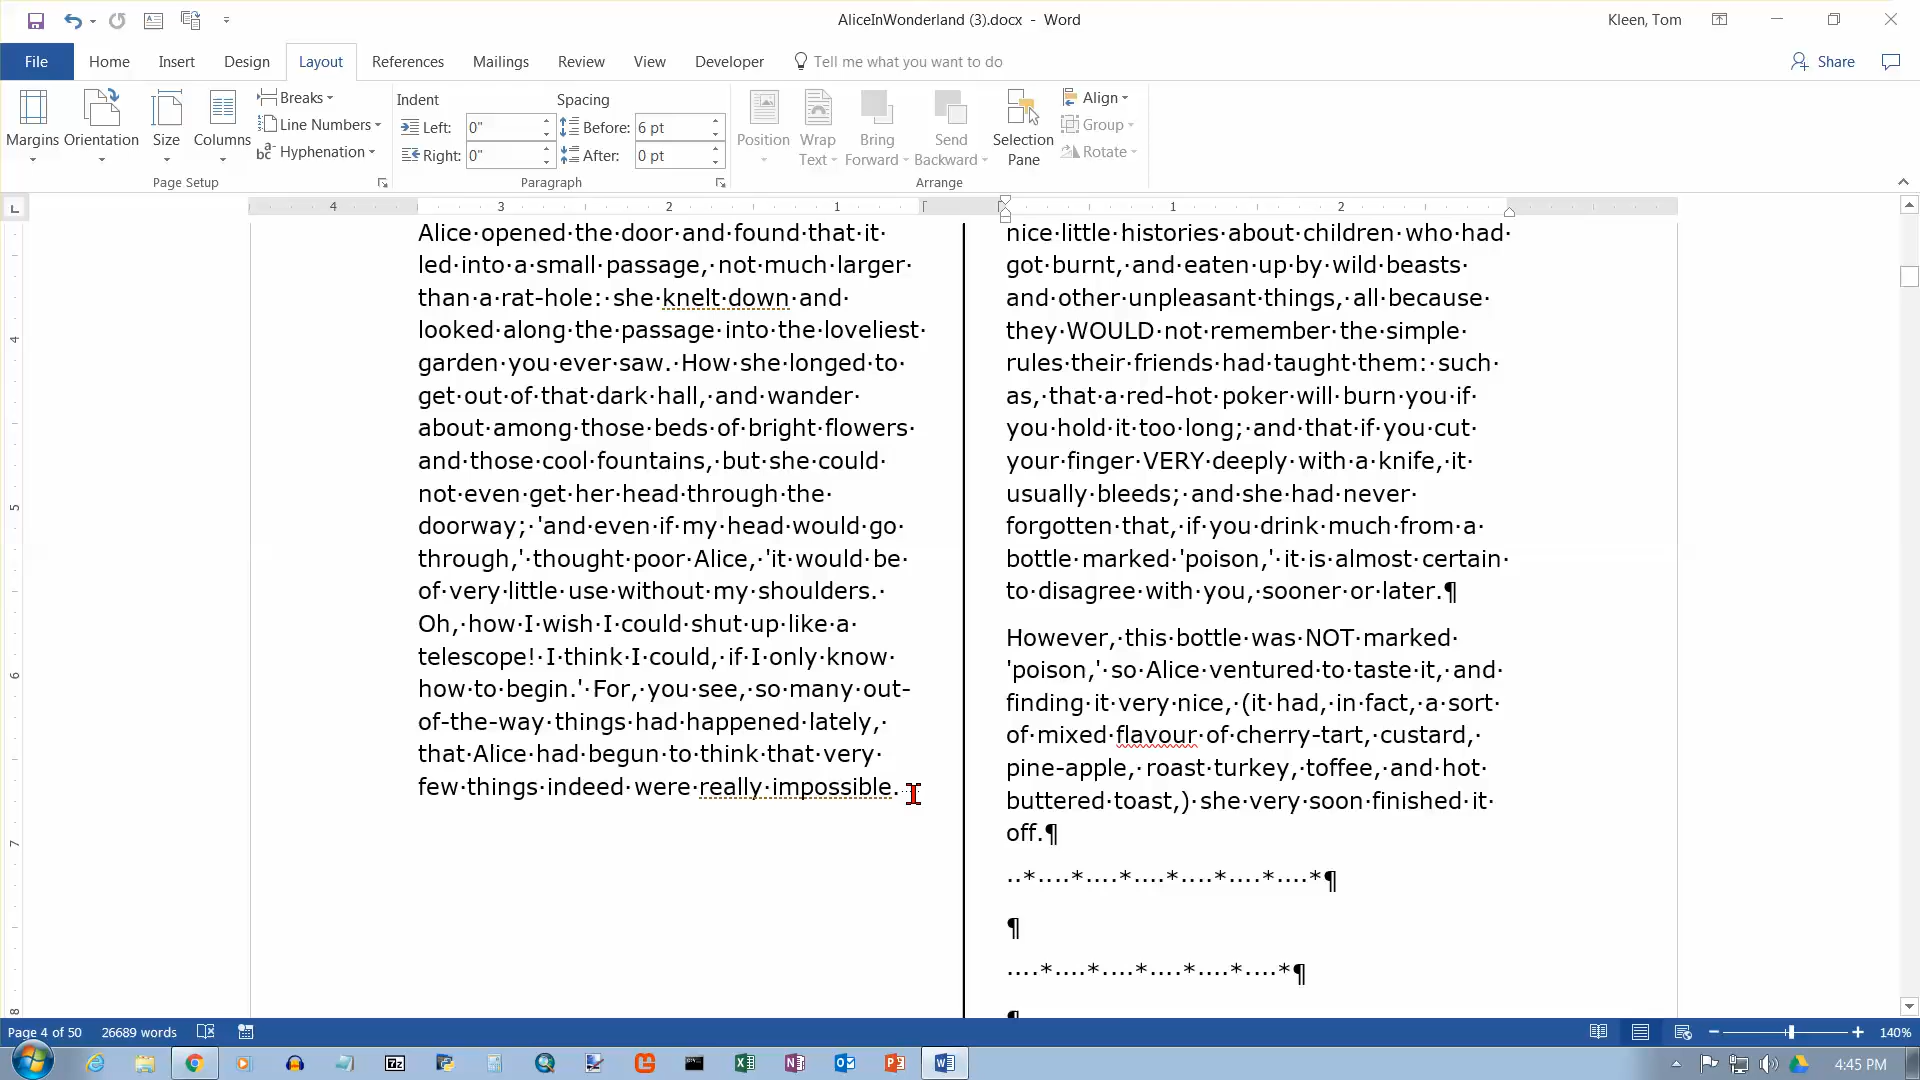 AliceInWonderland (3).docx - Word
Kleen, Tom
File
Home
Insert
Design
Layout
References
Mailings
Review
View
Developer
Tell me what you want to do
Share
Margins
Orientation
Size
Columns
Breaks
Line Numbers
Hyphenation
Page Setup
Indent
Left: 0"
Right: 0"
Spacing
Before: 6 pt
After: 0 pt
Paragraph
Position
Wrap
Text
Bring
Forward
Send
Backward
Selection
Pane
Align
Group
Rotate
Arrange
4 3 2 1 1 2
4
5
6
7
8
Alice·opened·the·door·and·found·that·it·
led·into·a·small·passage,·not·much·larger·
than·a·rat-hole:·she·knelt·down·and·
looked·along·the·passage·into·the·loveliest·
garden·you·ever·saw.·How·she·longed·to·
get·out·of·that·dark·hall,·and·wander·
about·among·those·beds·of·bright·flowers·
and·those·cool·fountains,·but·she·could·
not·even·get·her·head·through·the·
doorway;·'and·even·if·my·head·would·go·
through,'·thought·poor·Alice,·'it·would·be·
of·very·little·use·without·my·shoulders.·
Oh,·how·I·wish·I·could·shut·up·like·a·
telescope!·I·think·I·could,·if·I·only·know·
how·to·begin.'·For,·you·see,·so·many·out-
of-the-way·things·had·happened·lately,·
that·Alice·had·begun·to·think·that·very·
few·things·indeed·were·really·impossible.
nice·little·histories·about·children·who·had·
got·burnt,·and·eaten·up·by·wild·beasts·
and·other·unpleasant·things,·all·because·
they·WOULD·not·remember·the·simple·
rules·their·friends·had·taught·them:·such·
as,·that·a·red-hot·poker·will·burn·you·if·
you·hold·it·too·long;·and·that·if·you·cut·
your·finger·VERY·deeply·with·a·knife,·it·
usually·bleeds;·and·she·had·never·
forgotten·that,·if·you·drink·much·from·a·
bottle·marked·'poison,'·it·is·almost·certain·
to·disagree·with·you,·sooner·or·later.¶
However,·this·bottle·was·NOT·marked·
'poison,'·so·Alice·ventured·to·taste·it,·and·
finding·it·very·nice,·(it·had,·in·fact,·a·sort·
of·mixed·flavour·of·cherry-tart,·custard,·
pine-apple,·roast·turkey,·toffee,·and·hot·
buttered·toast,)·she·very·soon·finished·it·
off.¶
··*····*····*····*····*····*····*¶
¶
····*····*····*····*····*····*¶
¶
Page 4 of 50
26689 words
140%
4:45 PM